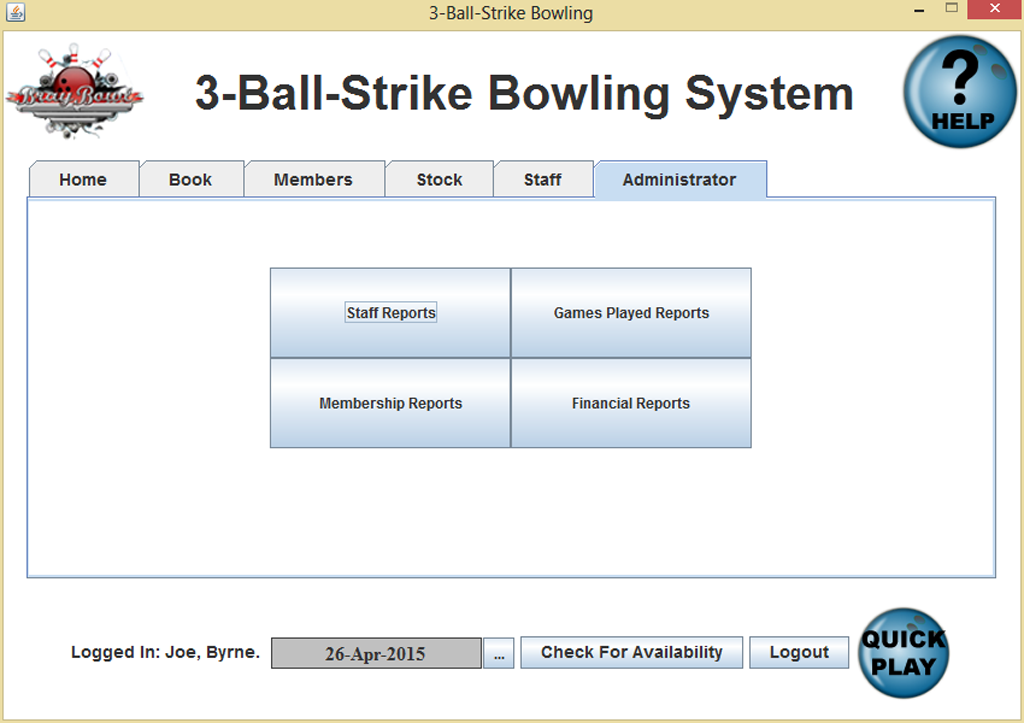 3-Ball-Strike Bowling
Bray Bowl
3-Ball-Strike Bowling System
?
HELP
Home Book Members Stock Staff Administrator
Staff Reports Games Played Reports
Membership Reports Financial Reports
Logged In: Joe, Byrne. 26-Apr-2015 ... Check For Availability Logout
QUICK
PLAY